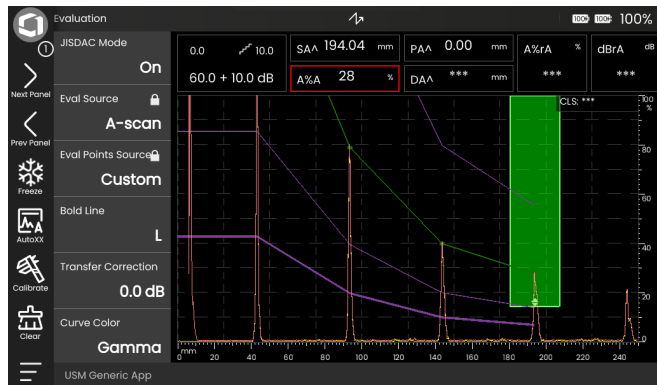 Evaluation
100 100 100%
1
Next Panel
Prev Panel
Freeze
AutoXX
Calibrate
Clear
JISDAC Mode
On
Eval Source
A-scan
Eval Points Source
Custom
Bold Line
L
Transfer Correction
0.0 dB
Curve Color
Gamma
USM Generic App
0.0 10.0
60.0 + 10.0 dB
SA^ 194.04 mm
A%A 28 %
PA^ 0.00 mm
DA^ *** mm
A%rA %
***
dBrA dB
***
CLS: ***
100
%
80
60
40
20
0
mm 20 40 60 80 100 120 140 160 180 200 220 240
0